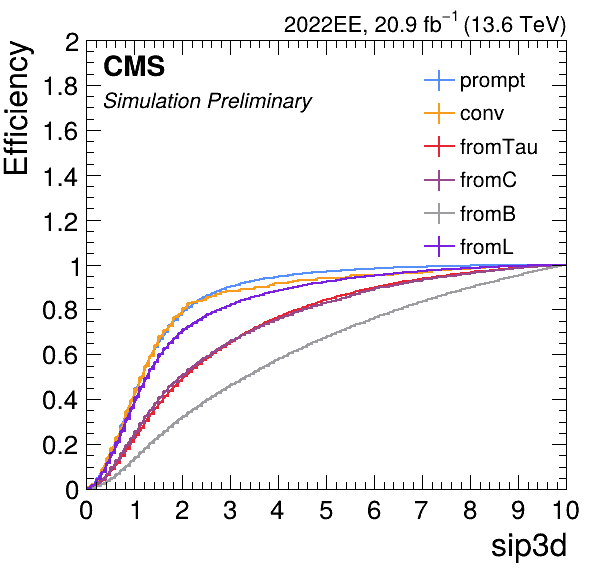 2022EE, 20.9 fb⁻¹ (13.6 TeV)
CMS
Simulation Preliminary
prompt
conv
fromTau
fromC
fromB
fromL
Efficiency
2
1.8
1.6
1.4
1.2
1
0.8
0.6
0.4
0.2
0
0 1 2 3 4 5 6 7 8 9 10
sip3d